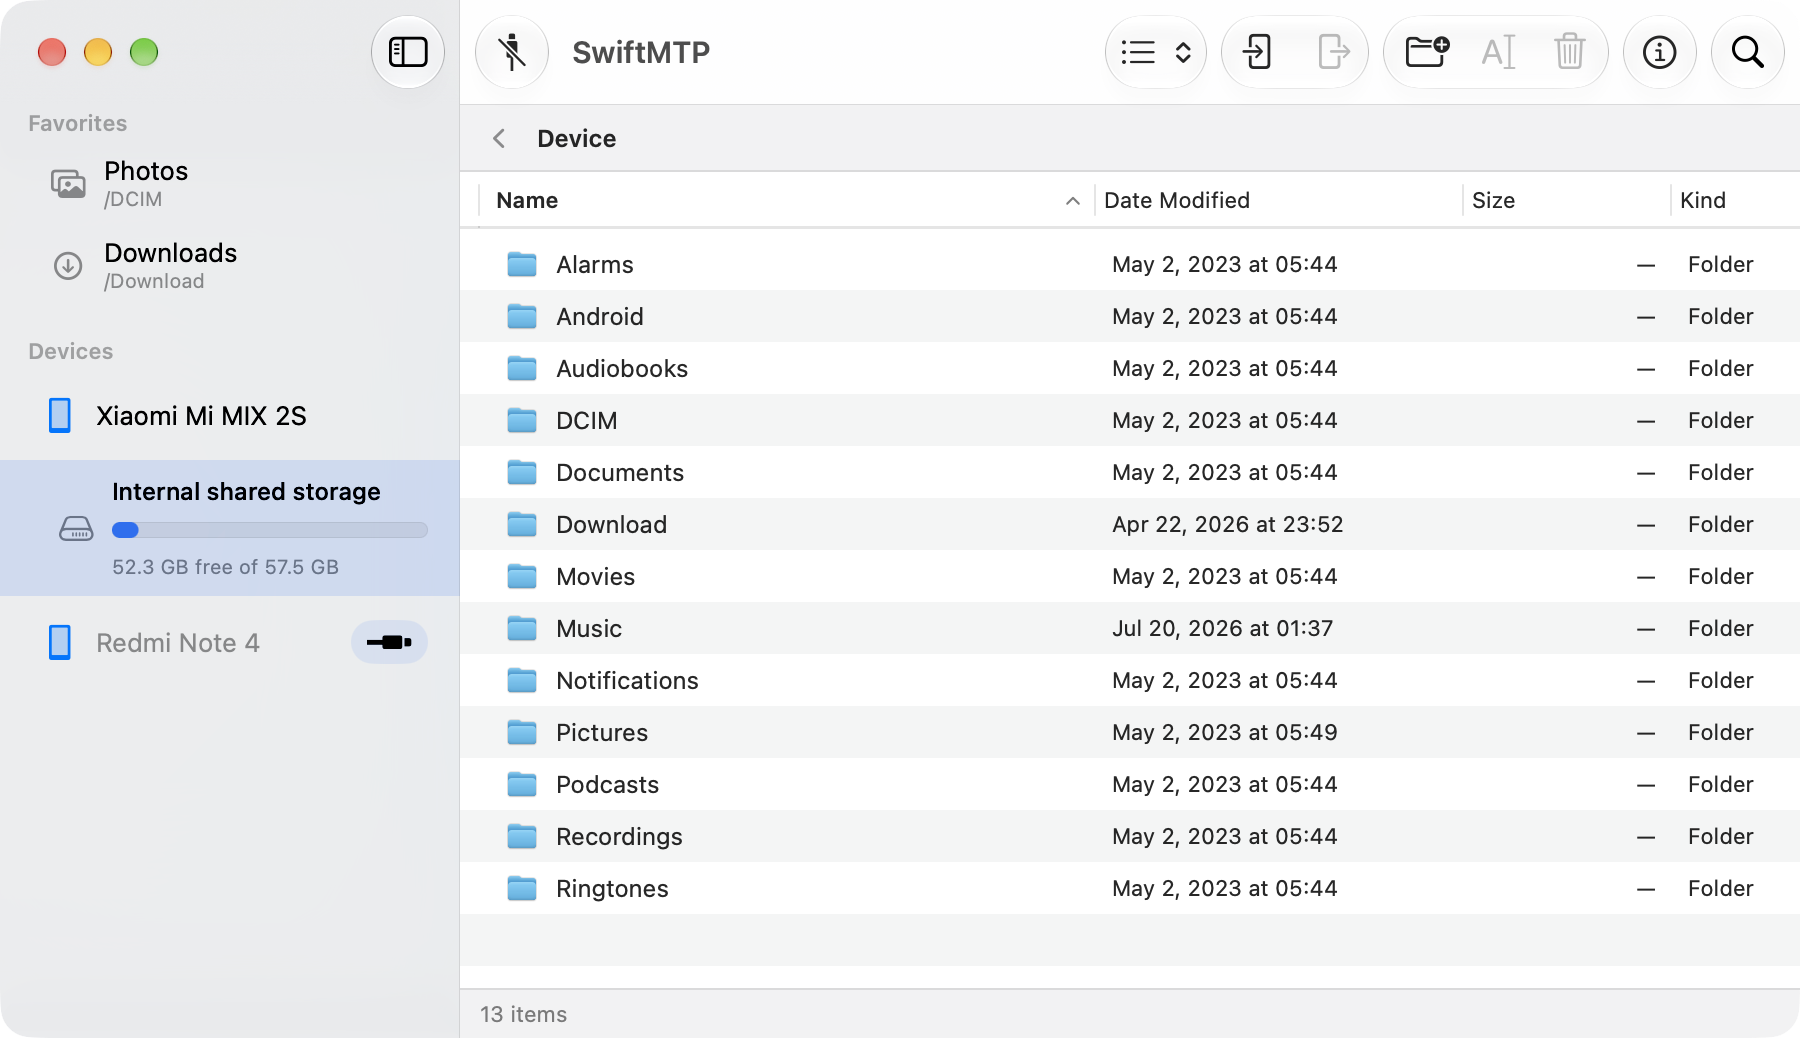 SwiftMTP
Favorites
Photos
/DCIM
Downloads
/Download
Devices
Xiaomi Mi MIX 2S
Internal shared storage
52.3 GB free of 57.5 GB
Redmi Note 4
Device
Name Date Modified Size Kind
Alarms May 2, 2023 at 05:44 — Folder
Android May 2, 2023 at 05:44 — Folder
Audiobooks May 2, 2023 at 05:44 — Folder
DCIM May 2, 2023 at 05:44 — Folder
Documents May 2, 2023 at 05:44 — Folder
Download Apr 22, 2026 at 23:52 — Folder
Movies May 2, 2023 at 05:44 — Folder
Music Jul 20, 2026 at 01:37 — Folder
Notifications May 2, 2023 at 05:44 — Folder
Pictures May 2, 2023 at 05:49 — Folder
Podcasts May 2, 2023 at 05:44 — Folder
Recordings May 2, 2023 at 05:44 — Folder
Ringtones May 2, 2023 at 05:44 — Folder
13 items